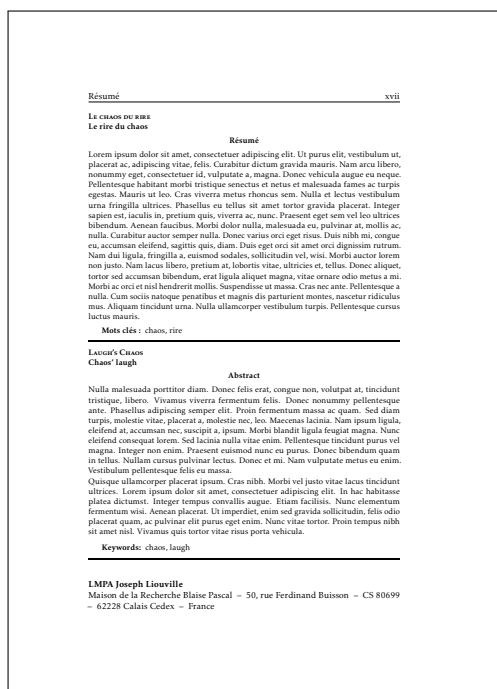 Résumé xvii
Le chaos du rire
Le rire du chaos
Résumé
Lorem ipsum dolor sit amet, consectetuer adipiscing elit. Ut purus elit, vestibulum ut,
placerat ac, adipiscing vitae, felis. Curabitur dictum gravida mauris. Nam arcu libero,
nonummy eget, consectetuer id, vulputate a, magna. Donec vehicula augue eu neque.
Pellentesque habitant morbi tristique senectus et netus et malesuada fames ac turpis
egestas. Mauris ut leo. Cras viverra metus rhoncus sem. Nulla et lectus vestibulum
urna fringilla ultrices. Phasellus eu tellus sit amet tortor gravida placerat. Integer
sapien est, iaculis in, pretium quis, viverra ac, nunc. Praesent eget sem vel leo ultrices
bibendum. Aenean faucibus. Morbi dolor nulla, malesuada eu, pulvinar at, mollis ac,
nulla. Curabitur auctor semper nulla. Donec varius orci eget risus. Duis nibh mi, congue
eu, accumsan eleifend, sagittis quis, diam. Duis eget orci sit amet orci dignissim rutrum.
Nam dui ligula, fringilla a, euismod sodales, sollicitudin vel, wisi. Morbi auctor lorem
non justo. Nam lacus libero, pretium at, lobortis vitae, ultricies et, tellus. Donec aliquet,
tortor sed accumsan bibendum, erat ligula aliquet magna, vitae ornare odio metus a mi.
Morbi ac orci et nisl hendrerit mollis. Suspendisse ut massa. Cras nec ante. Pellentesque a
nulla. Cum sociis natoque penatibus et magnis dis parturient montes, nascetur ridiculus
mus. Aliquam tincidunt urna. Nulla ullamcorper vestibulum turpis. Pellentesque cursus
luctus mauris.
Mots clés : chaos, rire
Laugh's Chaos
Chaos' laugh
Abstract
Nulla malesuada porttitor diam. Donec felis erat, congue non, volutpat at, tincidunt
tristique, libero. Vivamus viverra fermentum felis. Donec nonummy pellentesque
ante. Phasellus adipiscing semper elit. Proin fermentum massa ac quam. Sed diam
turpis, molestie vitae, placerat a, molestie nec, leo. Maecenas lacinia. Nam ipsum ligula,
eleifend at, accumsan nec, suscipit a, ipsum. Morbi blandit ligula feugiat magna. Nunc
eleifend consequat lorem. Sed lacinia nulla vitae enim. Pellentesque tincidunt purus vel
magna. Integer non enim. Praesent euismod nunc eu purus. Donec bibendum quam
in tellus. Nullam cursus pulvinar lectus. Donec et mi. Nam vulputate metus eu enim.
Vestibulum pellentesque felis eu massa.
Quisque ullamcorper placerat ipsum. Cras nibh. Morbi vel justo vitae lacus tincidunt
ultrices. Lorem ipsum dolor sit amet, consectetuer adipiscing elit. In hac habitasse
platea dictumst. Integer tempus convallis augue. Etiam facilisis. Nunc elementum
fermentum wisi. Aenean placerat. Ut imperdiet, enim sed gravida sollicitudin, felis odio
placerat quam, ac pulvinar elit purus eget enim. Nunc vitae tortor. Proin tempus nibh
sit amet nisl. Vivamus quis tortor vitae risus porta vehicula.
Keywords: chaos, laugh
LMPA Joseph Liouville
Maison de la Recherche Blaise Pascal – 50, rue Ferdinand Buisson – CS 80699
– 62228 Calais Cedex – France